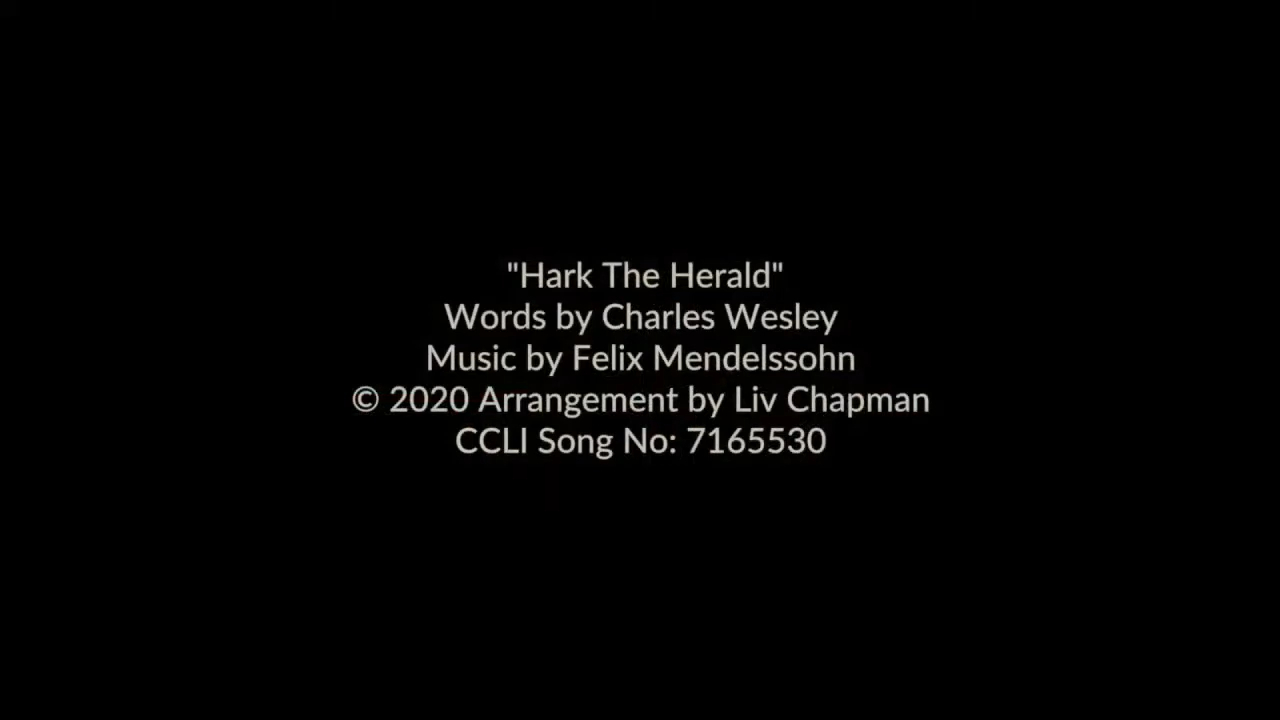 "Hark The Herald"
Words by Charles Wesley
Music by Felix Mendelssohn
© 2020 Arrangement by Liv Chapman
CCLI Song No: 7165530